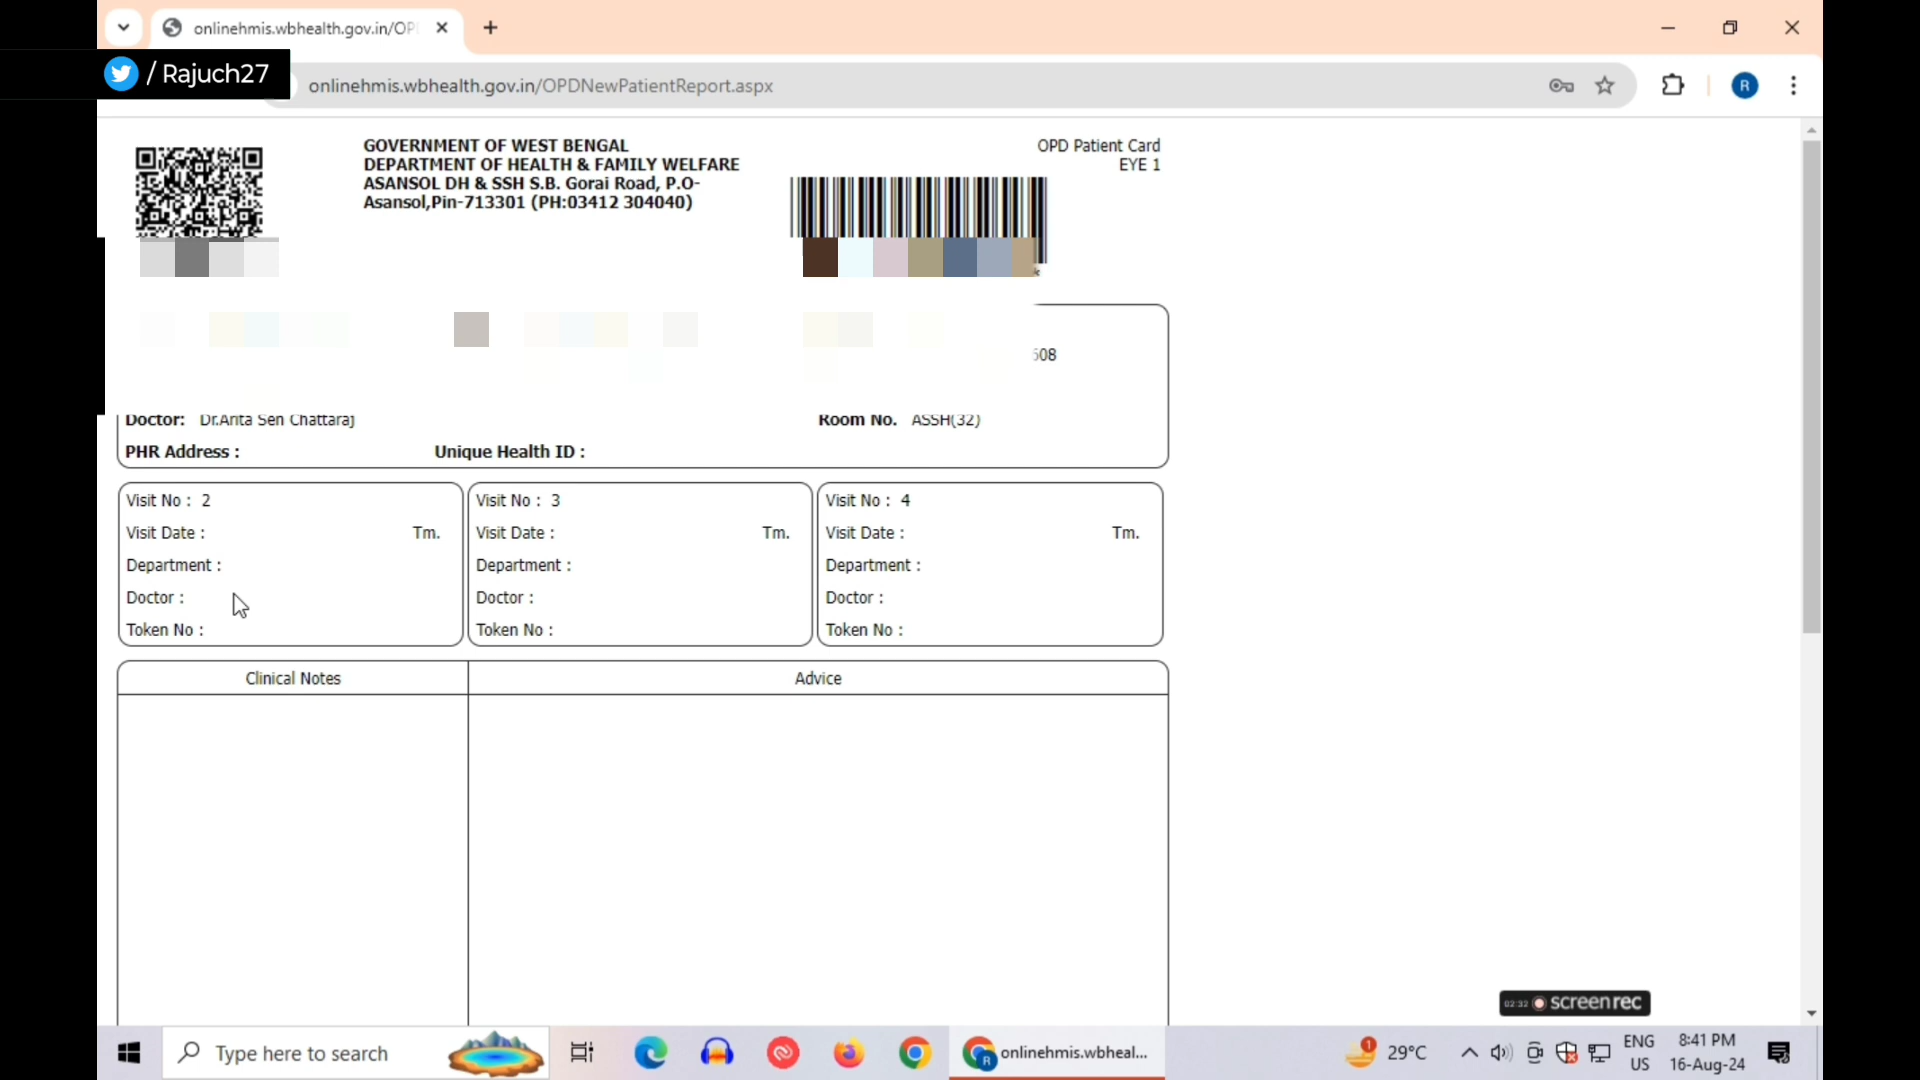 onlinehmis.wbhealth.gov.in/OP
/ Rajuch27
onlinehmis.wbhealth.gov.in/OPDNewPatientReport.aspx
R
GOVERNMENT OF WEST BENGAL
DEPARTMENT OF HEALTH & FAMILY WELFARE
ASANSOL DH & SSH S.B. Gorai Road, P.O-
Asansol,Pin-713301 (PH:03412 304040)
OPD Patient Card
EYE 1
Doctor: Dr.Arita Sen Chattaraj
Room No. ASSH(32)
PHR Address :
Unique Health ID :
Visit No : 2
Visit Date : Tm.
Department :
Doctor :
Token No :
Visit No : 3
Visit Date : Tm.
Department :
Doctor :
Token No :
Visit No : 4
Visit Date : Tm.
Department :
Doctor :
Token No :
Clinical Notes
Advice
02:32 screenrec
Type here to search
R
onlinehmis.wbheal...
1
29°C
ENG
US
8:41 PM
16-Aug-24